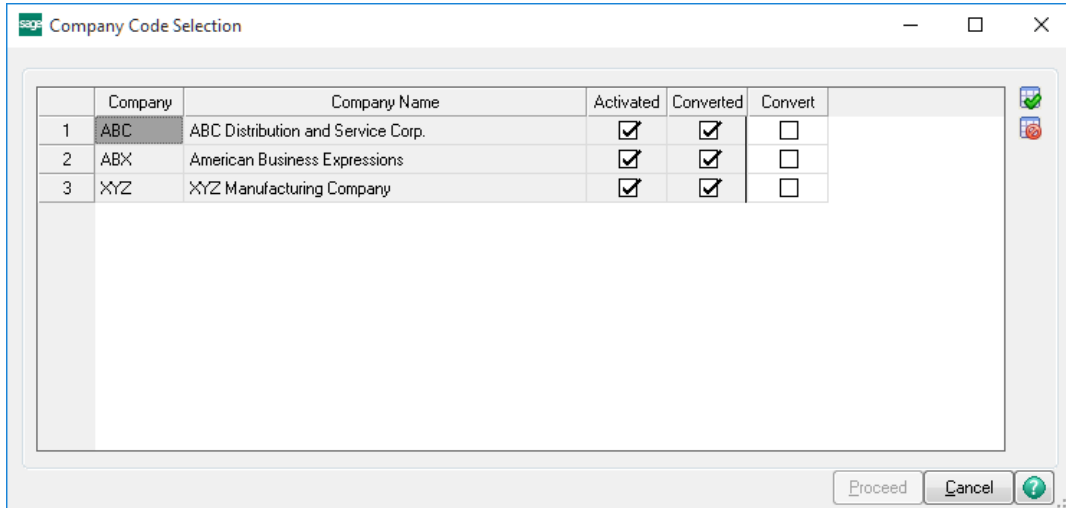 sage Company Code Selection
Company Company Name Activated Converted Convert
1 ABC ABC Distribution and Service Corp.
2 ABX American Business Expressions
3 XYZ XYZ Manufacturing Company
Proceed Cancel ?